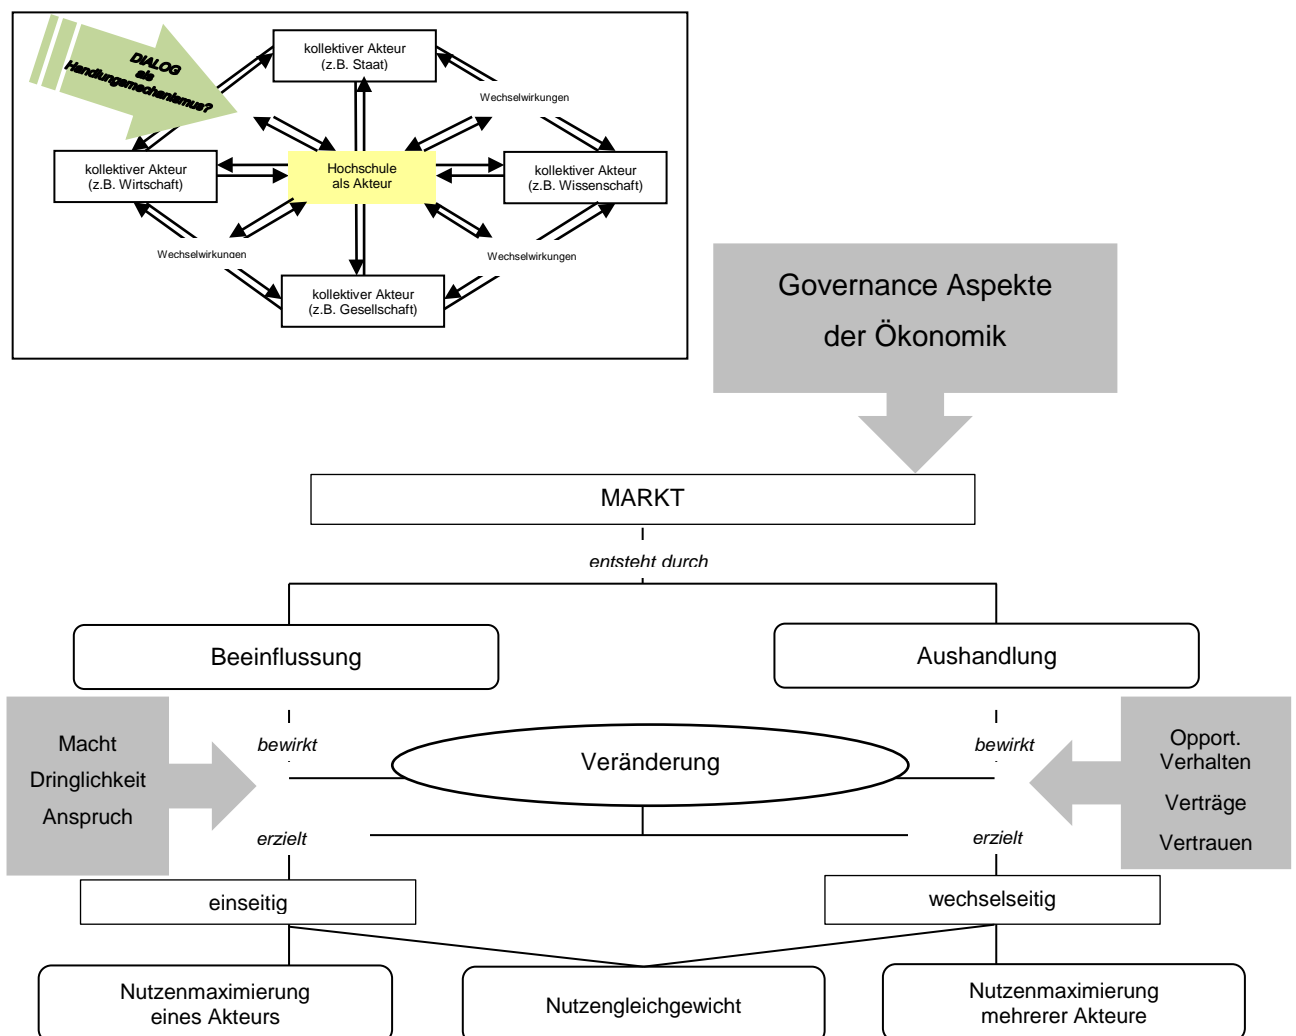 DIALOG
als
Handlungsmechanismus?
kollektiver Akteur
(z.B. Staat)
Wechselwirkungen
kollektiver Akteur
(z.B. Wirtschaft)
Hochschule
als Akteur
kollektiver Akteur
(z.B. Wissenschaft)
Wechselwirkungen
Wechselwirkungen
kollektiver Akteur
(z.B. Gesellschaft)
Governance Aspekte
der Ökonomik
MARKT
entsteht durch
Beeinflussung
Aushandlung
Macht
Dringlichkeit
Anspruch
bewirkt
Veränderung
bewirkt
Opport.
Verhalten
Verträge
Vertrauen
erzielt
erzielt
einseitig
wechselseitig
Nutzenmaximierung
eines Akteurs
Nutzengleichgewicht
Nutzenmaximierung
mehrerer Akteure